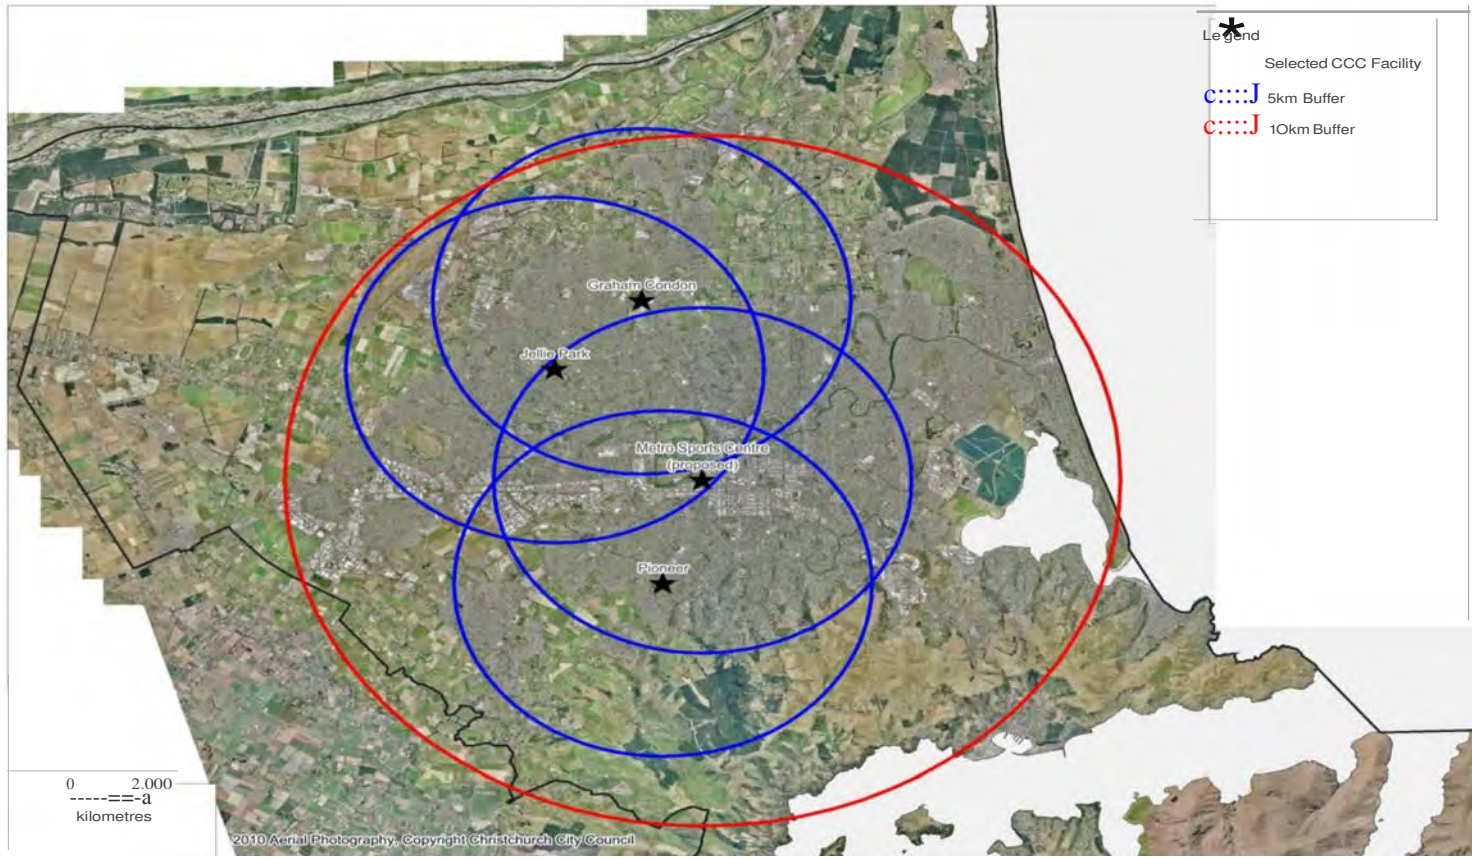 Legend
Selected CCC Facility
c::::J 5km Buffer
c::::J 1Okm Buffer
Graham Condon
Jellie Park
Metro Sports Centre
(proposed)
Pioneer
0 2.000
-----==-a
kilometres
2010 Aerial Photography, Copyright Christchurch City Council